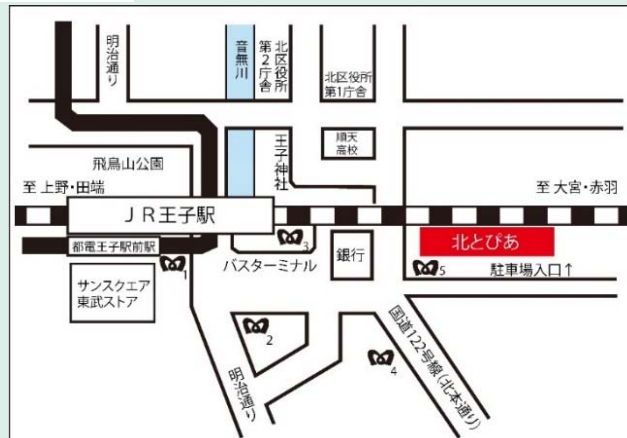 明治通り
音無川
北区役所
第2庁舎
北区役所
第1庁舎
順天
高校
王子神社
飛鳥山公園
至 上野・田端
至 大宮・赤羽
JR王子駅
北とぴあ
都電王子駅前駅
3
バスターミナル
銀行
1
5
駐車場入口↑
サンスクエア
東武ストア
2
4
明治通り
国道122号線(北本通り)